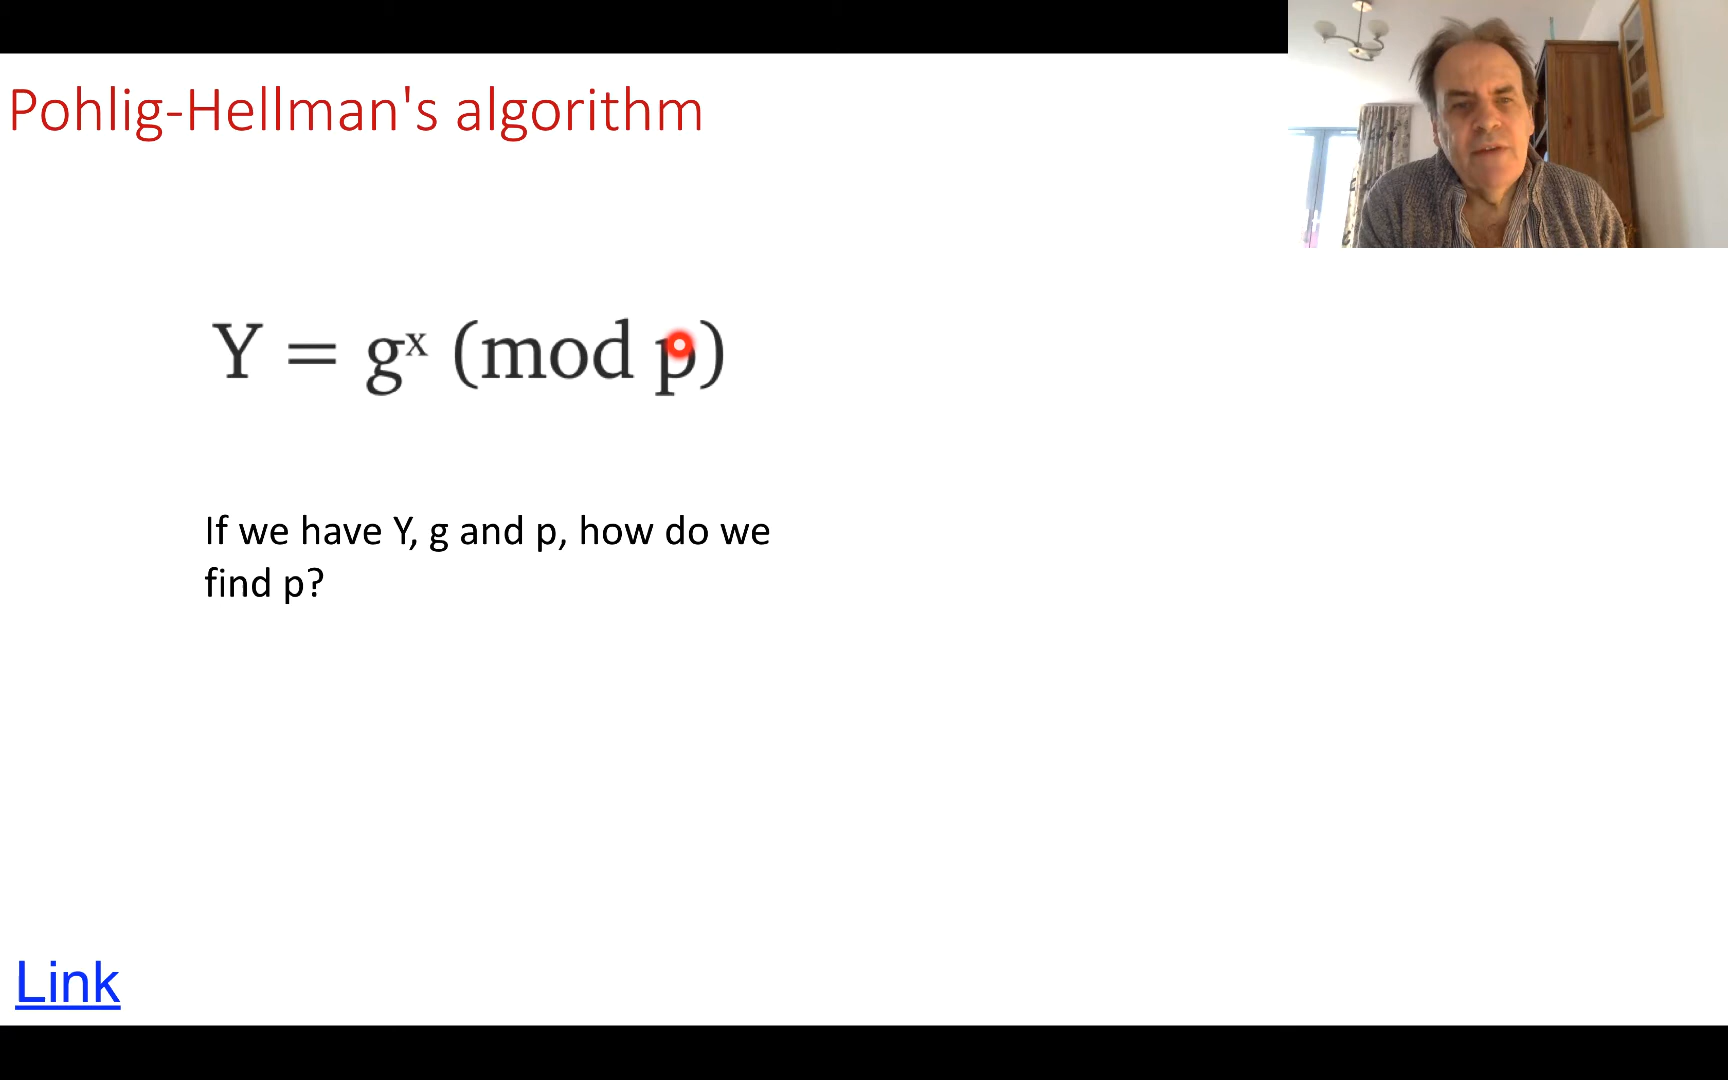 Pohlig-Hellman's algorithm
Y = gˣ (mod p)
If we have Y, g and p, how do we
find p?
Link